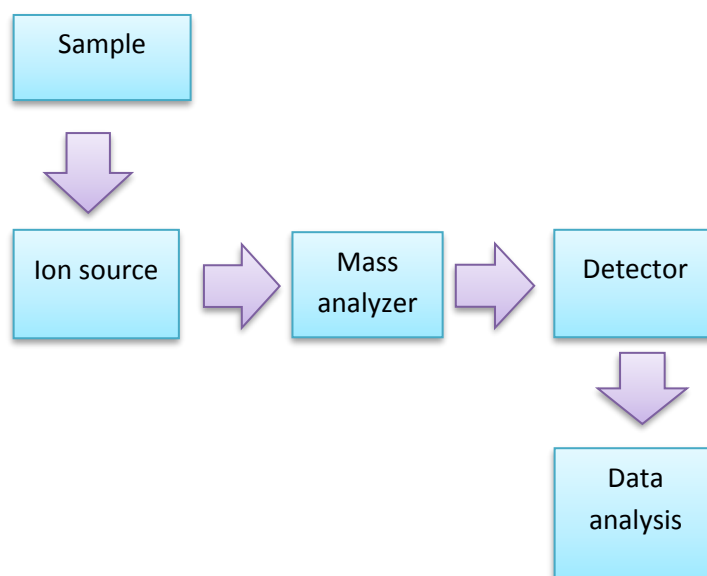 Sample
Ion source
Mass
analyzer
Detector
Data
analysis